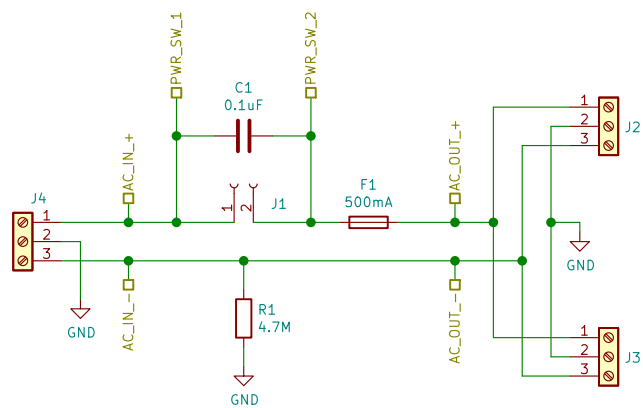 PWR_SW_1
PWR_SW_2
C1
0.1uF
AC_IN_+
AC_OUT_+
1
2
3
J2
J4
1
2
3
1
2
J1
F1
500mA
GND
GND
AC_IN_-
R1
4.7M
AC_OUT_-
GND
1
2
3
J3